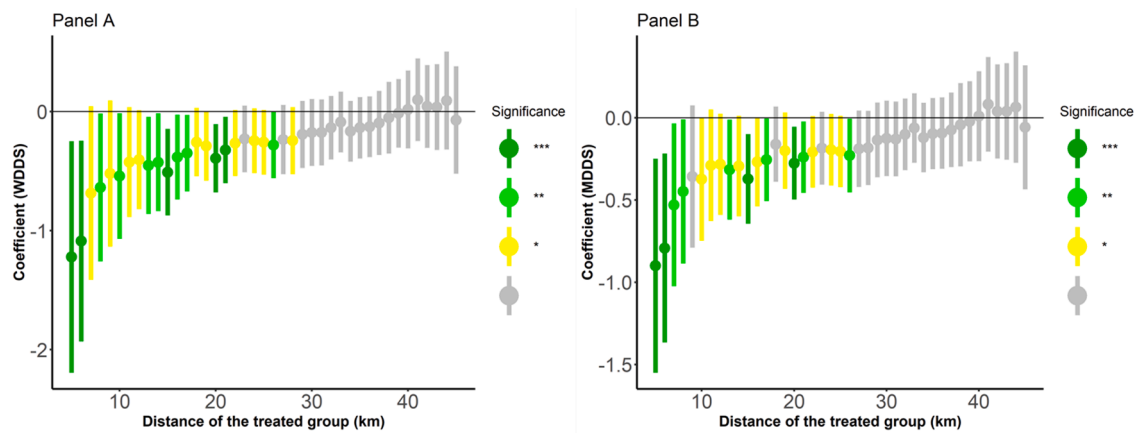 Panel A
Coefficient (WDDS)
0
-1
-2
10 20 30 40
Distance of the treated group (km)
Significance
***
**
*
Panel B
Coefficient (MDDS)
0.0
-0.5
-1.0
-1.5
10 20 30 40
Distance of the treated group (km)
Significance
***
**
*